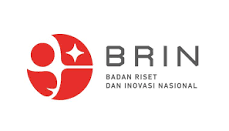 BRIN
BADAN RISET
DAN INOVASI NASIONAL